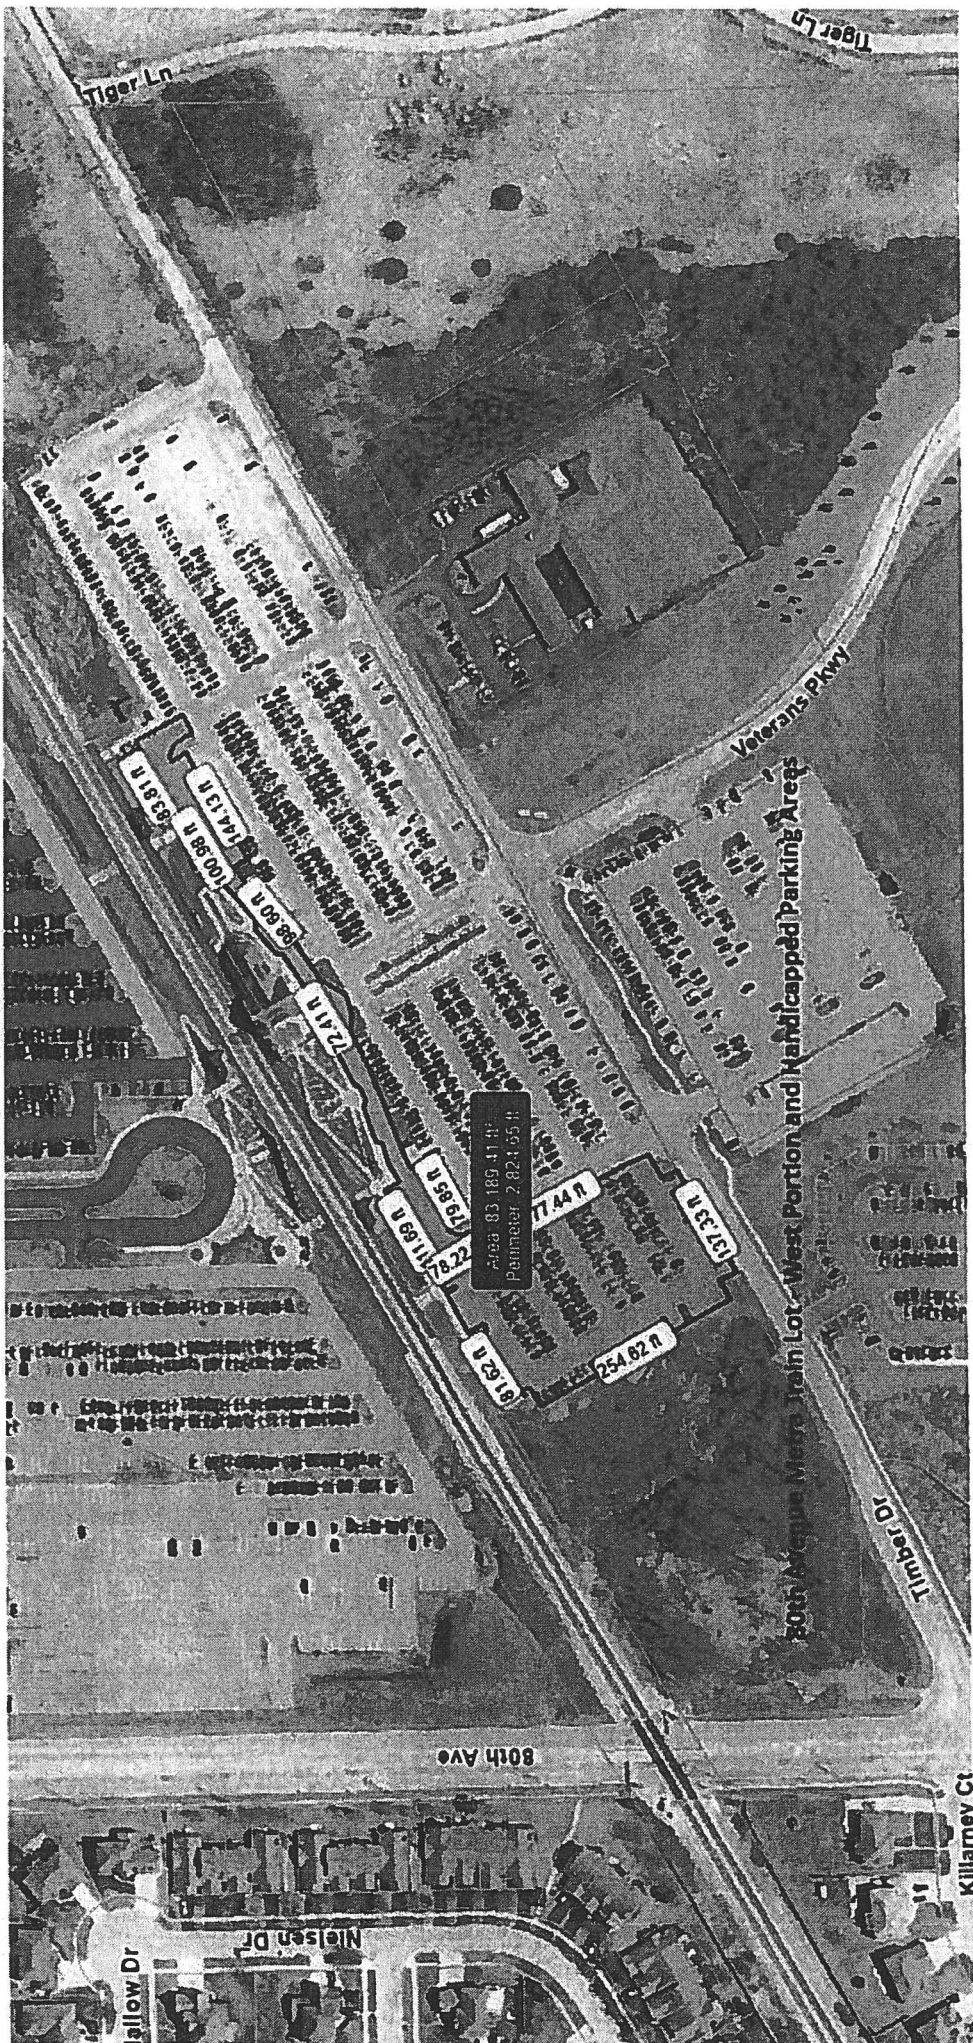 Tiger Ln
Tiger Ln
83.81 ft
100.98 ft
144.13 ft
98.60 ft
72.41 ft
Veterans Pkwy
79.85 ft
111.69 ft
78.22
77.44 ft
Area 83,189.41 ft²
Perimeter 2,824.65 ft
137.33 ft
81.62 ft
254.82 ft
80th Avenue Metra Train Lot - West Portion and Handicapped Parking Areas
Timber Dr
80th Ave
Killarney Ct
Nielsen Dr
allow Dr